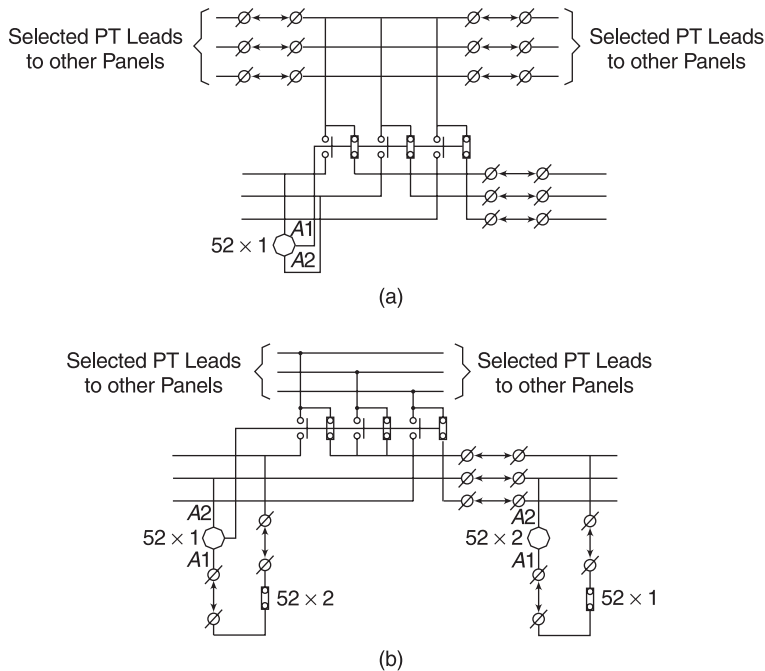 Selected PT Leads
to other Panels
Selected PT Leads
to other Panels
A1
52 × 1
A2
(a)
Selected PT Leads
to other Panels
Selected PT Leads
to other Panels
A2
52 × 1
A1
52 × 2
A2
52 × 2
A1
52 × 1
(b)